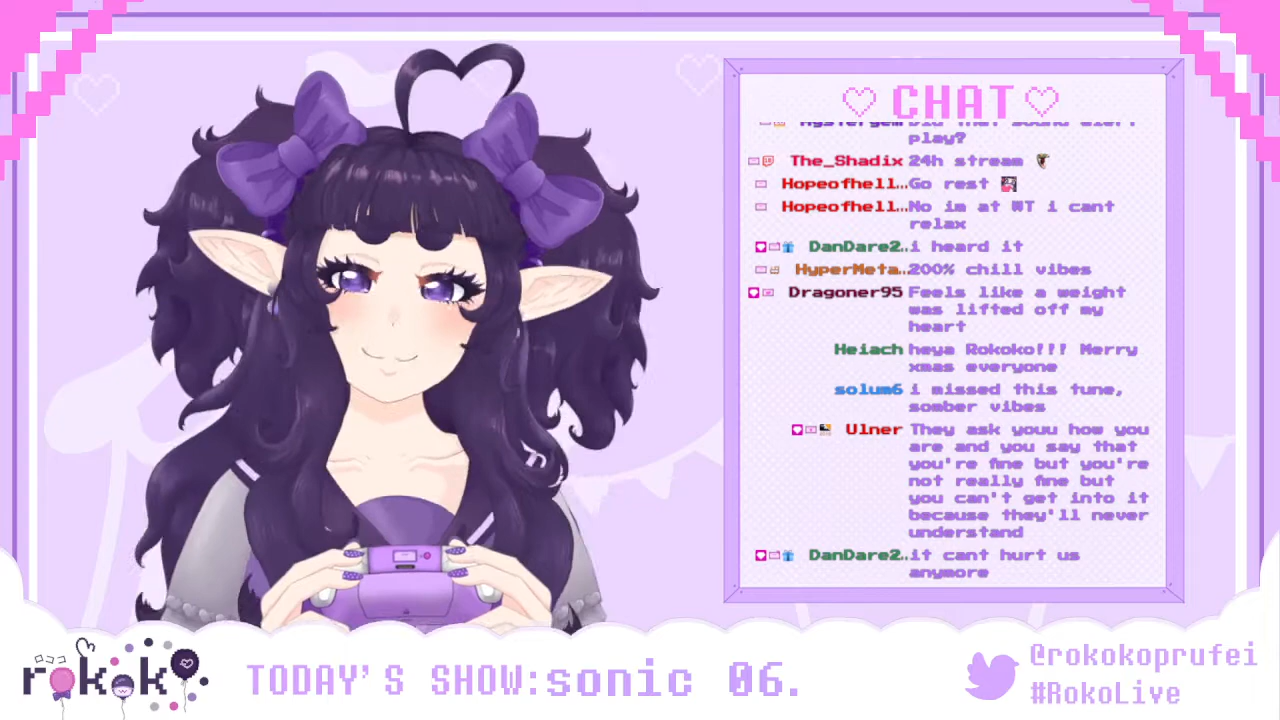 CHAT
play?
The_Shadix 24h stream
Hopeofhell… Go rest
Hopeofhell… No im at WT i cant
relax
DanDare2.. i heard it
HyperMeta.. 200% chill vibes
Dragoner95 Feels like a weight
was lifted off my
heart
Heiach heya Rokoko!!! Merry
xmas everyone
solum6 i missed this tune,
somber vibes
Ulner They ask youu how you
are and you say that
you're fine but you're
not really fine but
you can't get into it
because they'll never
understand
DanDare2.. it cant hurt us
anymore
rokoko
TODAY'S SHOW:sonic 06.
@rokokoprufei
#RokoLive